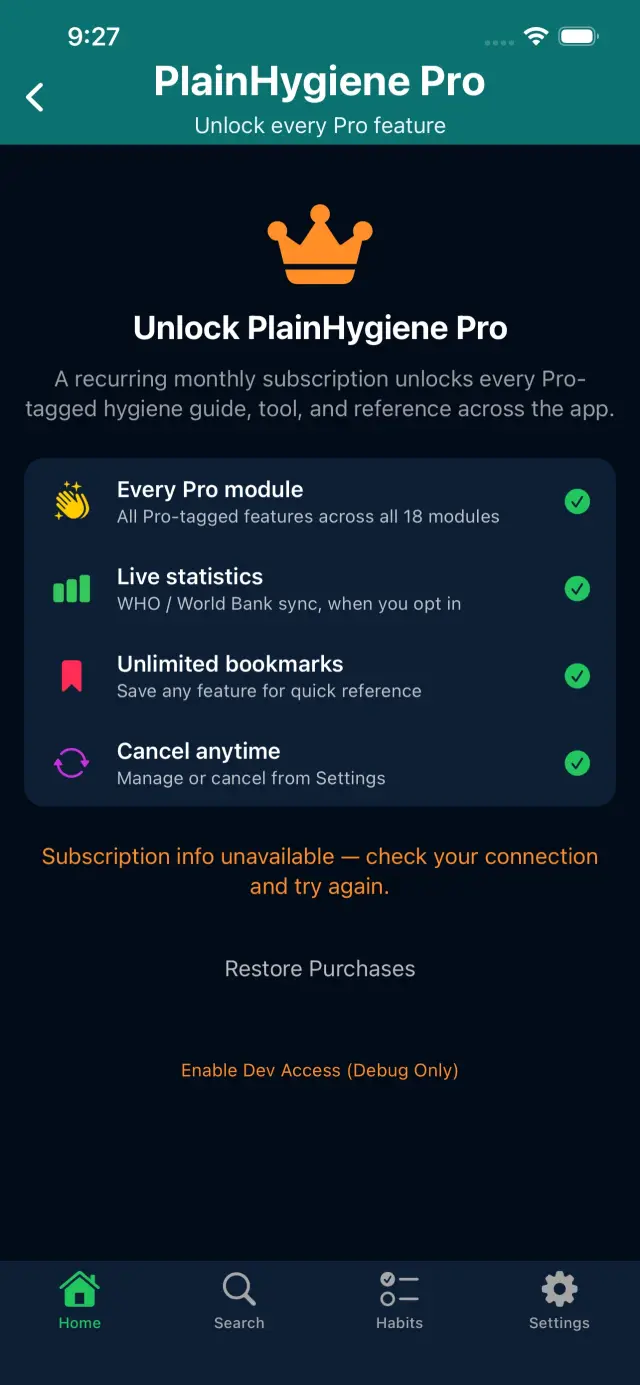 9:27
PlainHygiene Pro
Unlock every Pro feature
Unlock PlainHygiene Pro
A recurring monthly subscription unlocks every Pro-
tagged hygiene guide, tool, and reference across the app.
Every Pro module
All Pro-tagged features across all 18 modules
Live statistics
WHO / World Bank sync, when you opt in
Unlimited bookmarks
Save any feature for quick reference
Cancel anytime
Manage or cancel from Settings
Subscription info unavailable — check your connection
and try again.
Restore Purchases
Enable Dev Access (Debug Only)
Home
Search
Habits
Settings